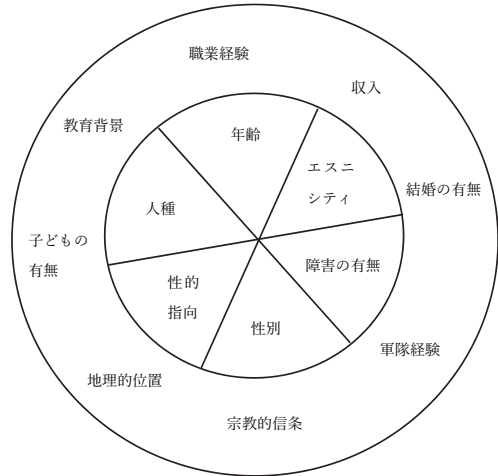 職業経験
収入
教育背景
年齢
エスニ
シティ
結婚の有無
人種
子どもの
有無
障害の有無
性的
指向
性別
軍隊経験
地理的位置
宗教的信条